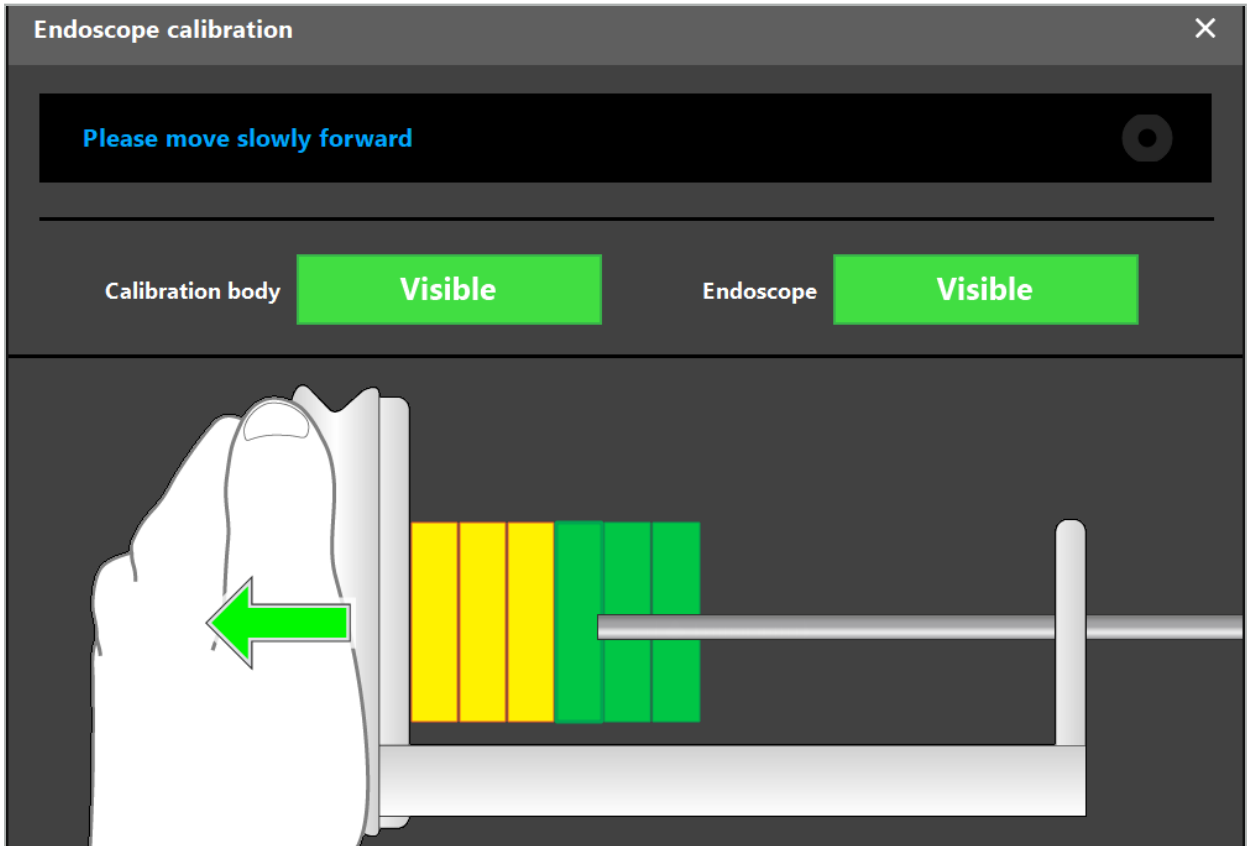 Endoscope calibration
Please move slowly forward
Calibration body
Visible
Endoscope
Visible